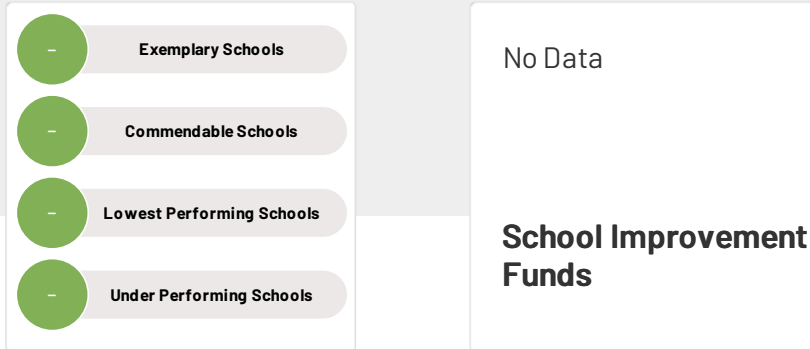 – Exemplary Schools
– Commendable Schools
– Lowest Performing Schools
– Under Performing Schools
No Data
School Improvement
Funds